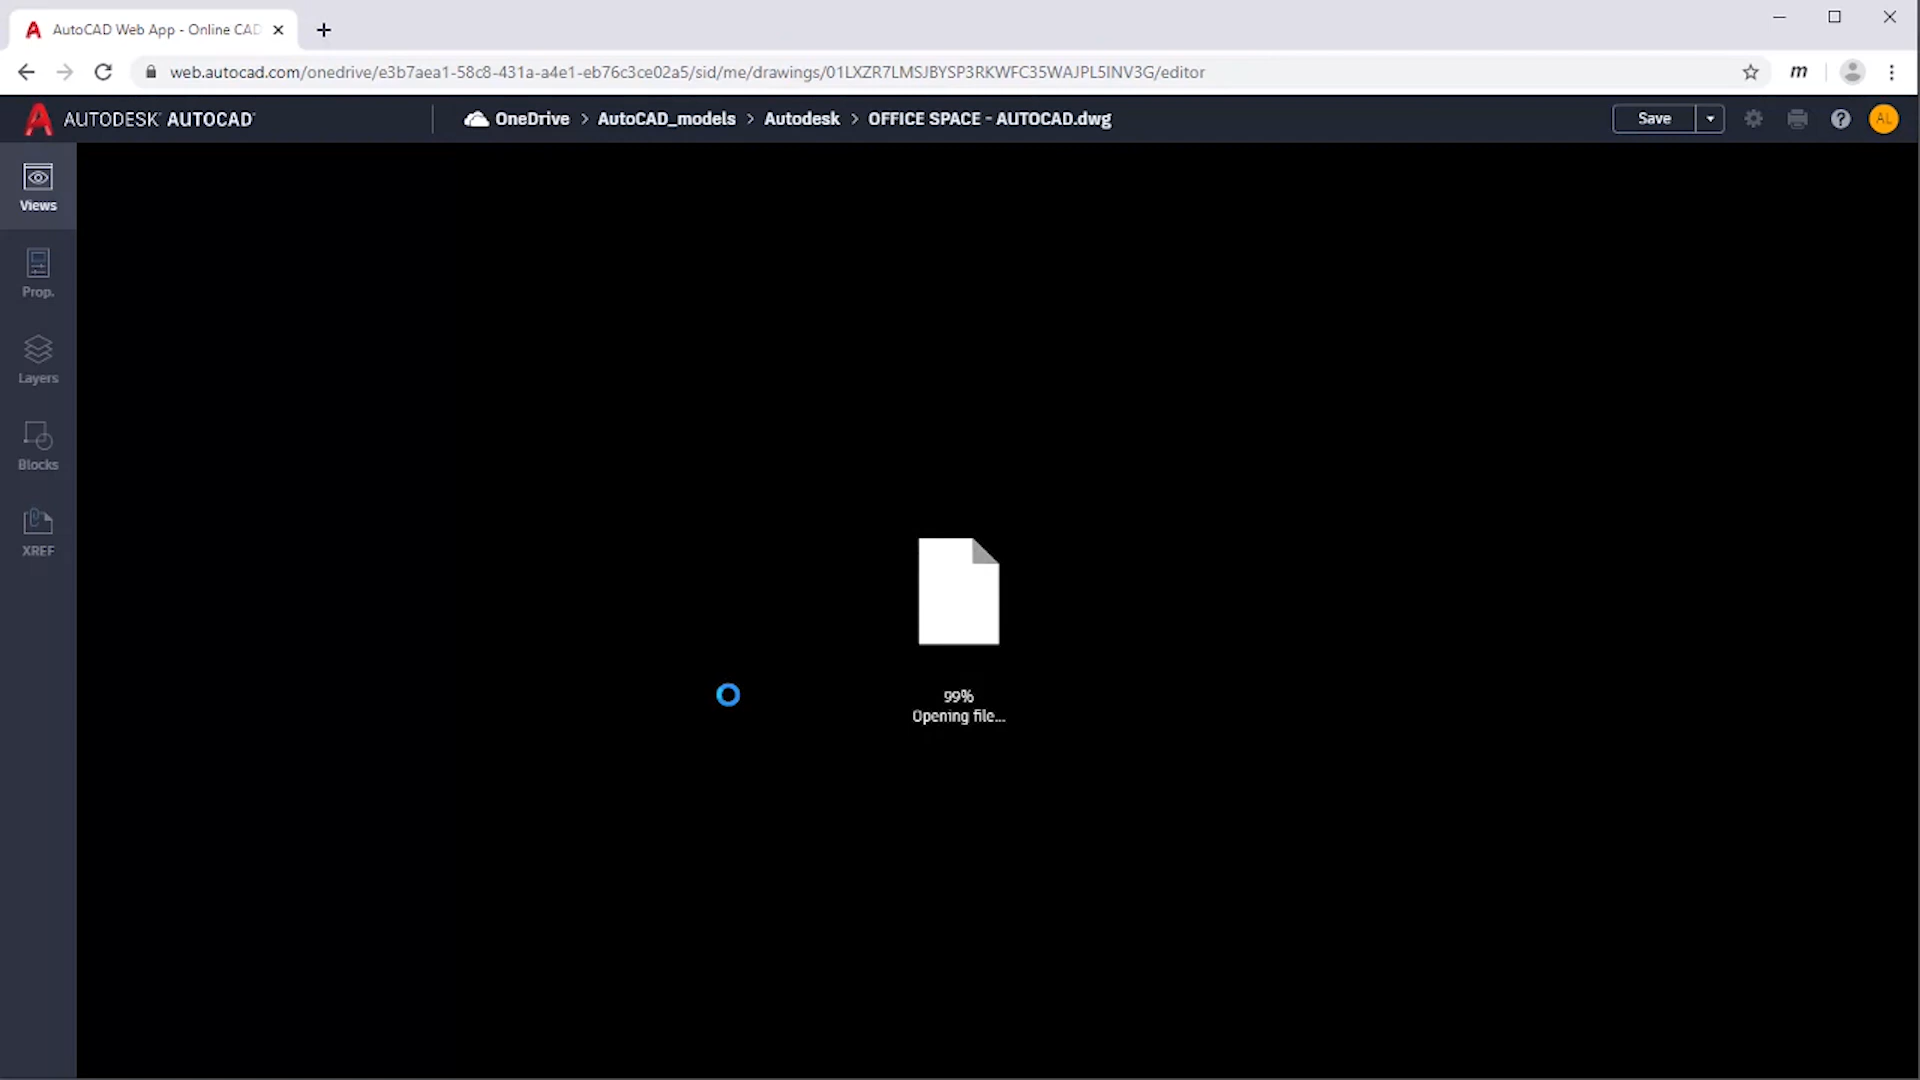 AutoCAD Web App - Online CAD
web.autocad.com/onedrive/e3b7aea1-58c8-431a-a4e1-eb76c3ce02a5/sid/me/drawings/01LXZR7LMSJBYSP3RKWFC35WAJPL5INV3G/editor
m
AUTODESK AUTOCAD
OneDrive > AutoCAD_models > Autodesk > OFFICE SPACE - AUTOCAD.dwg
Save
AL
Views
Prop.
Layers
Blocks
XREF
99%
Opening file...